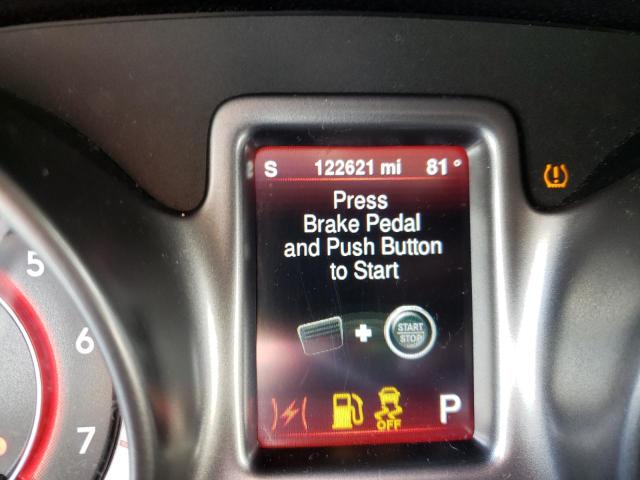 S 122621 mi 81°
Press
Brake Pedal
and Push Button
to Start
START
STOP
OFF
P
5
6
7